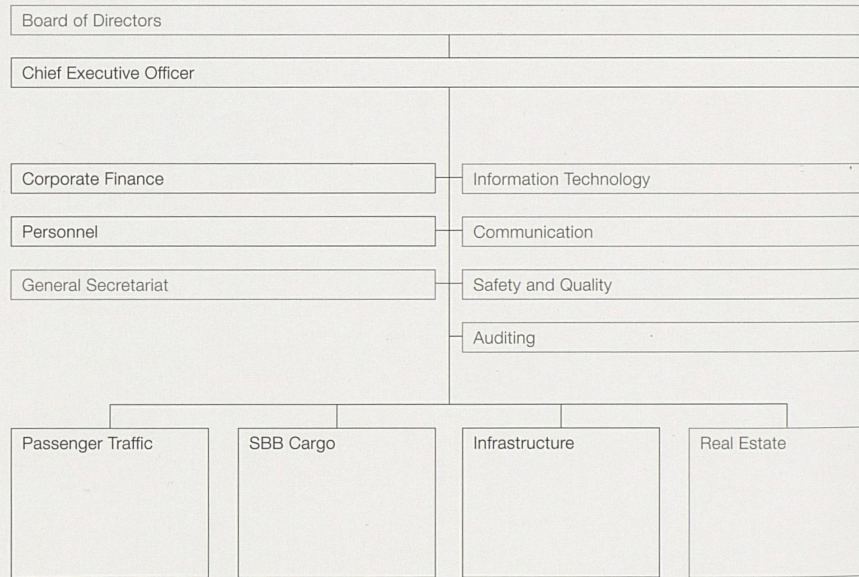 Board of Directors
Chief Executive Officer
Corporate Finance
Information Technology
Personnel
Communication
General Secretariat
Safety and Quality
Auditing
Passenger Traffic
SBB Cargo
Infrastructure
Real Estate